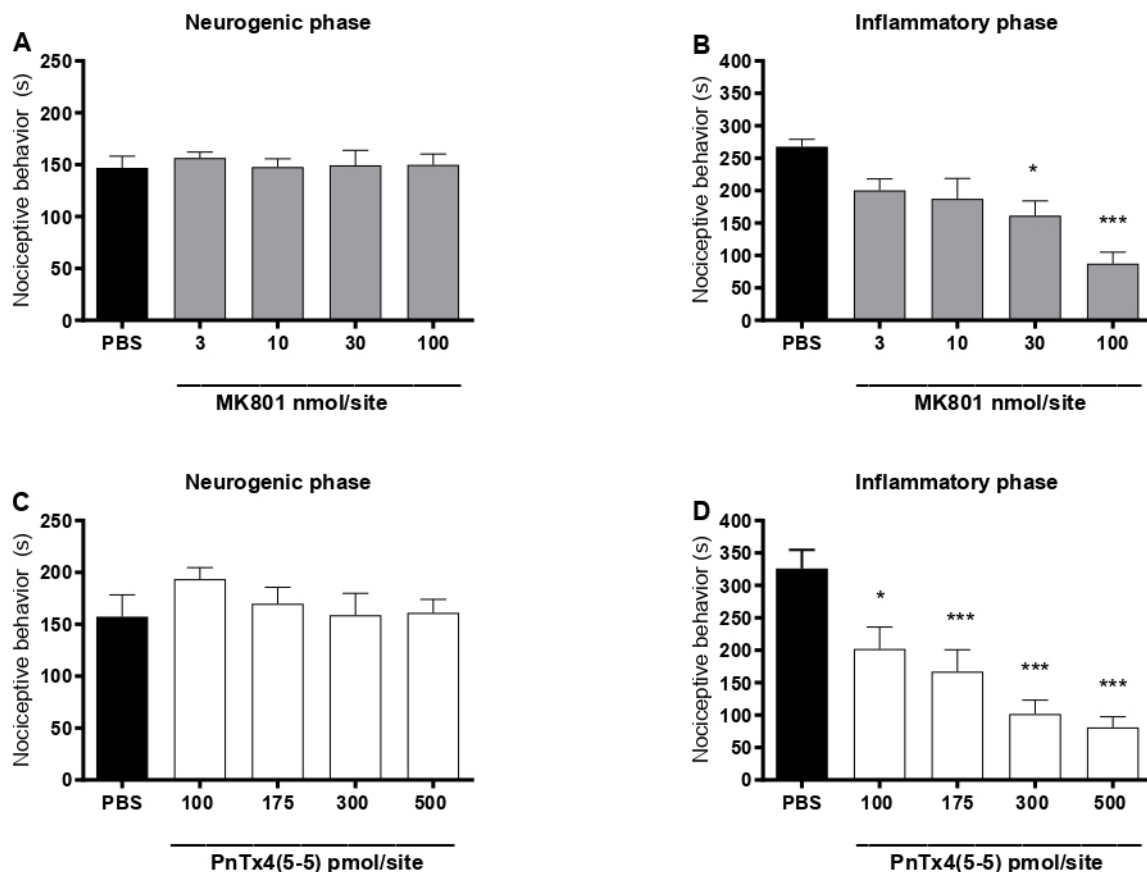 Neurogenic phase
A
Nociceptive behavior (s)
250
200
150
100
50
0
PBS 3 10 30 100
MK801 nmol/site
Inflammatory phase
B
Nociceptive behavior (s)
400
350
300
250
200
150
100
50
0
*
***
PBS 3 10 30 100
MK801 nmol/site
Neurogenic phase
C
Nociceptive behavior (s)
250
200
150
100
50
0
PBS 100 175 300 500
PnTx4(5-5) pmol/site
Inflammatory phase
D
Nociceptive behavior (s)
400
350
300
250
200
150
100
50
0
*
***
***
***
PBS 100 175 300 500
PnTx4(5-5) pmol/site